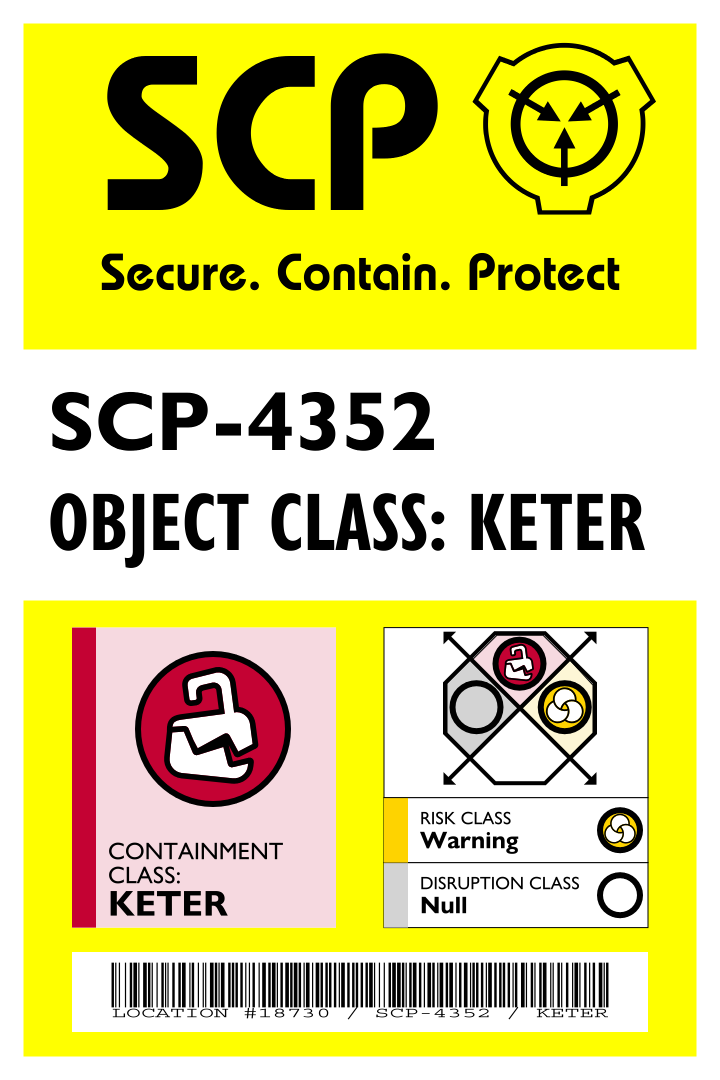 SCP
Secure. Contain. Protect
SCP-4352
OBJECT CLASS: KETER
CONTAINMENT
CLASS:
KETER
RISK CLASS
Warning
DISRUPTION CLASS
Null
LOCATION #18730 / SCP-4352 / KETER